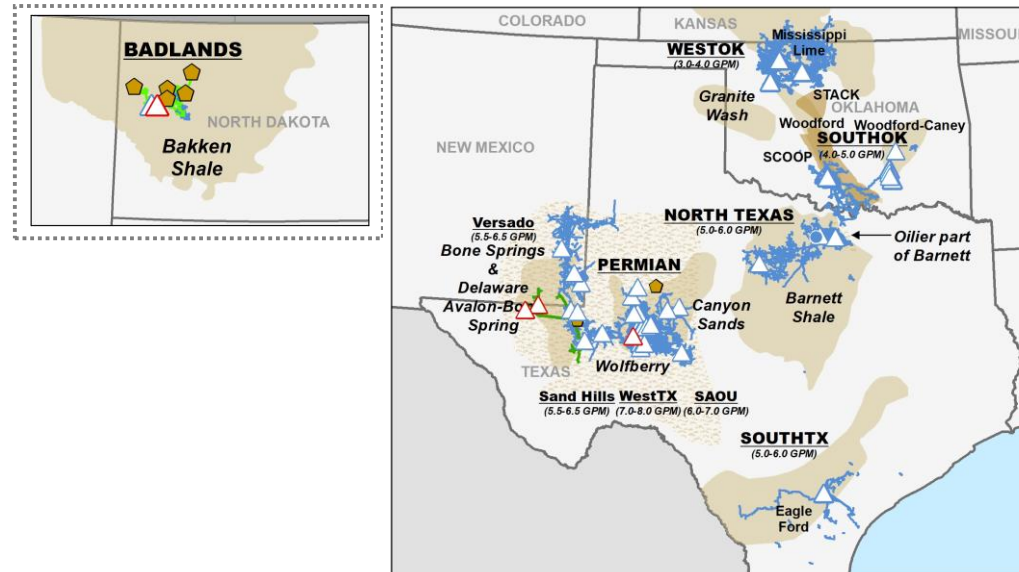 BADLANDS
NORTH DAKOTA
Bakken
Shale
COLORADO
KANSAS
MISSOU
WESTOK
(3.0-4.0 GPM)
Mississippi
Lime
STACK
Granite
Wash
OKLAHOMA
Woodford
Woodford-Caney
SOUTHOK
SCOOP
(4.0-5.0 GPM)
NEW MEXICO
Versado
(5.5-6.5 GPM)
Bone Springs
&
Delaware
Avalon-Bo
Spring
PERMIAN
Canyon
Sands
Wolfberry
NORTH TEXAS
(5.0-6.0 GPM)
Oilier part
of Barnett
Barnett
Shale
TEXAS
Sand Hills WestTX SAOU
(5.5-6.5 GPM) (7.0-8.0 GPM) (6.0-7.0 GPM)
SOUTHTX
(5.0-6.0 GPM)
Eagle
Ford